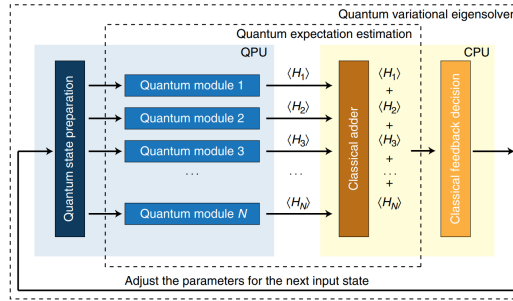 Quantum variational eigensolver
Quantum expectation estimation
QPU
CPU
Quantum state preparation
Quantum module 1
Quantum module 2
Quantum module 3
...
Quantum module N
⟨H₁⟩
⟨H₂⟩
⟨H₃⟩
...
⟨H_N⟩
Classical adder
⟨H₁⟩
+
⟨H₂⟩
+
⟨H₃⟩
+
...
+
⟨H_N⟩
Classical feedback decision
Adjust the parameters for the next input state